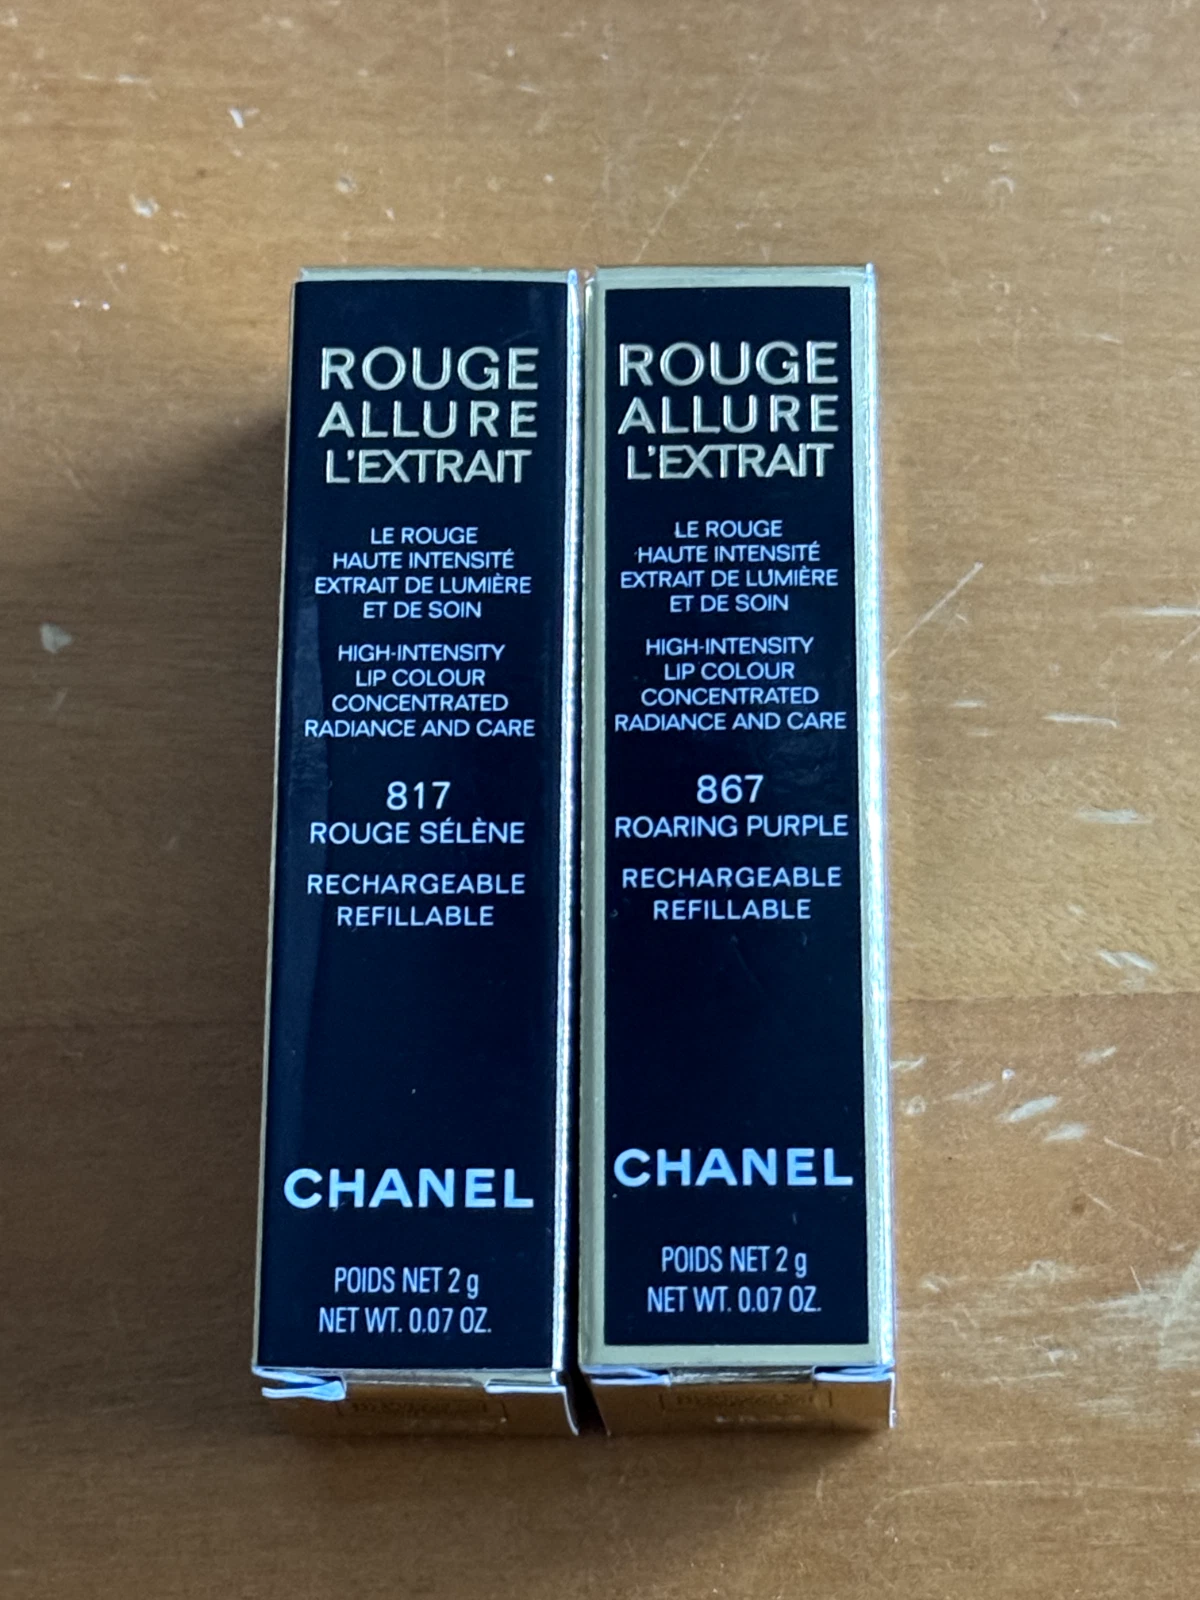 ROUGE
ALLURE
L'EXTRAIT
LE ROUGE
HAUTE INTENSITÉ
EXTRAIT DE LUMIÈRE
ET DE SOIN
HIGH-INTENSITY
LIP COLOUR
CONCENTRATED
RADIANCE AND CARE
817
ROUGE SÉLÈNE
RECHARGEABLE
REFILLABLE
CHANEL
POIDS NET 2 g
NET WT. 0.07 OZ.
ROUGE
ALLURE
L'EXTRAIT
LE ROUGE
HAUTE INTENSITÉ
EXTRAIT DE LUMIÈRE
ET DE SOIN
HIGH-INTENSITY
LIP COLOUR
CONCENTRATED
RADIANCE AND CARE
867
ROARING PURPLE
RECHARGEABLE
REFILLABLE
CHANEL
POIDS NET 2 g
NET WT. 0.07 OZ.